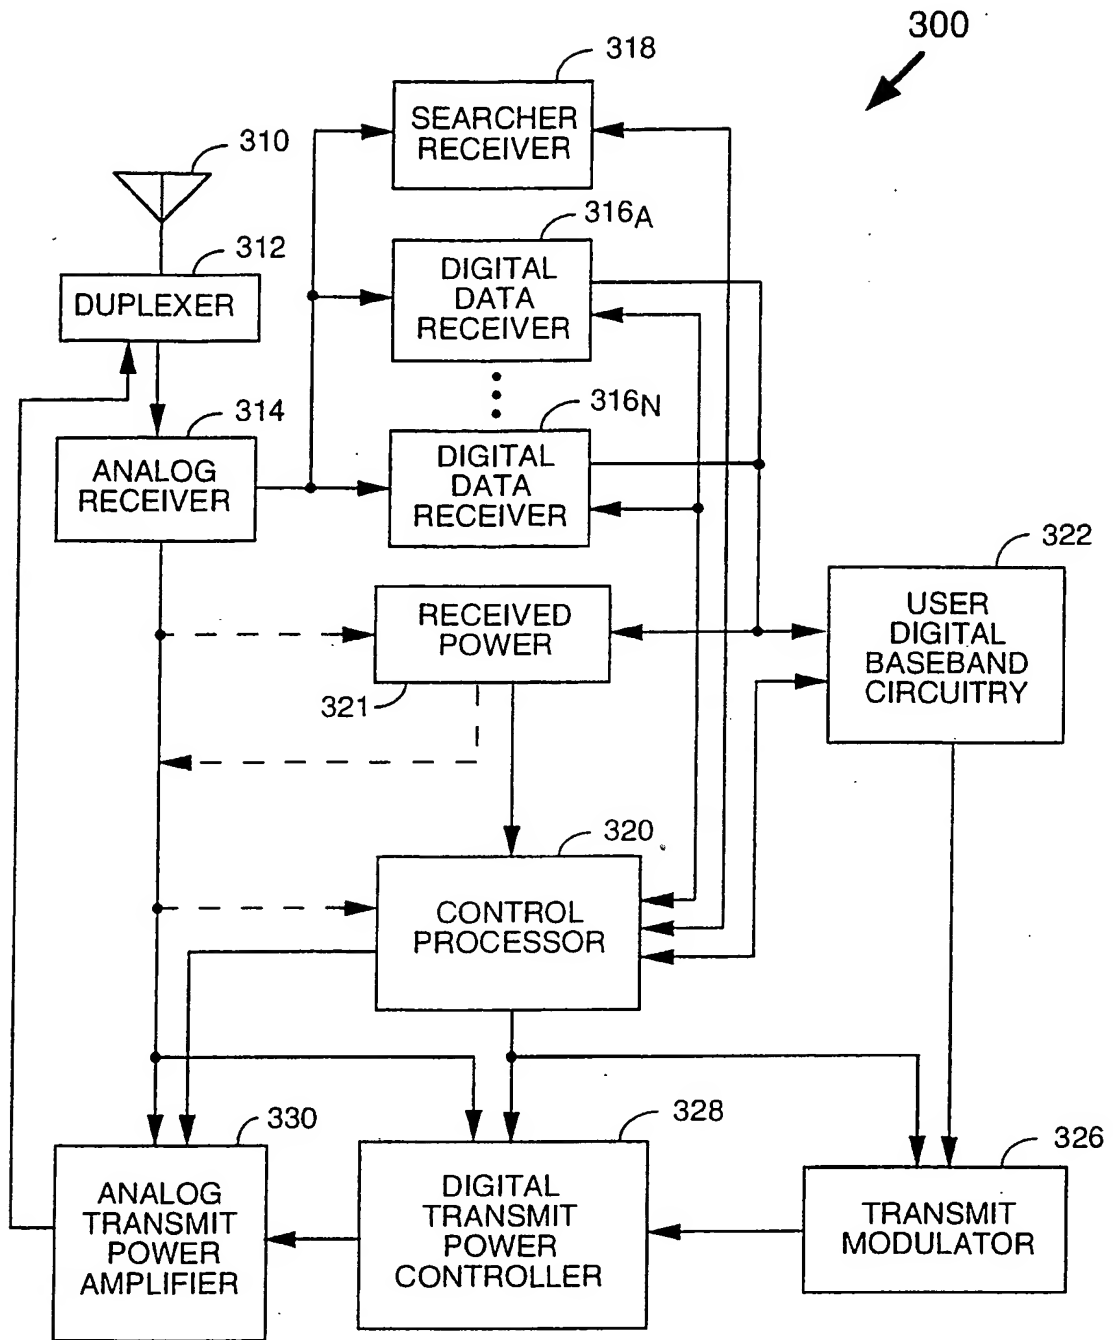 300
318
SEARCHER
RECEIVER
310
316A
312
DIGITAL
DATA
RECEIVER
DUPLEXER
316N
314
DIGITAL
DATA
RECEIVER
ANALOG
RECEIVER
322
USER
DIGITAL
BASEBAND
CIRCUITRY
RECEIVED
POWER
321
320
CONTROL
PROCESSOR
330
328
326
ANALOG
TRANSMIT
POWER
AMPLIFIER
DIGITAL
TRANSMIT
POWER
CONTROLLER
TRANSMIT
MODULATOR